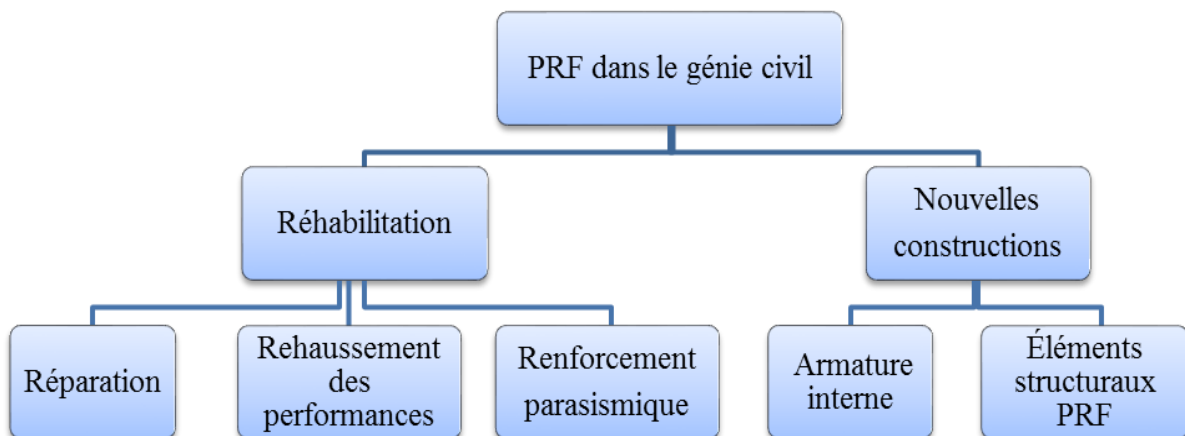 PRF dans le génie civil
Réhabilitation
Nouvelles
constructions
Réparation
Rehaussement
des
performances
Renforcement
parasismique
Armature
interne
Éléments
structuraux
PRF